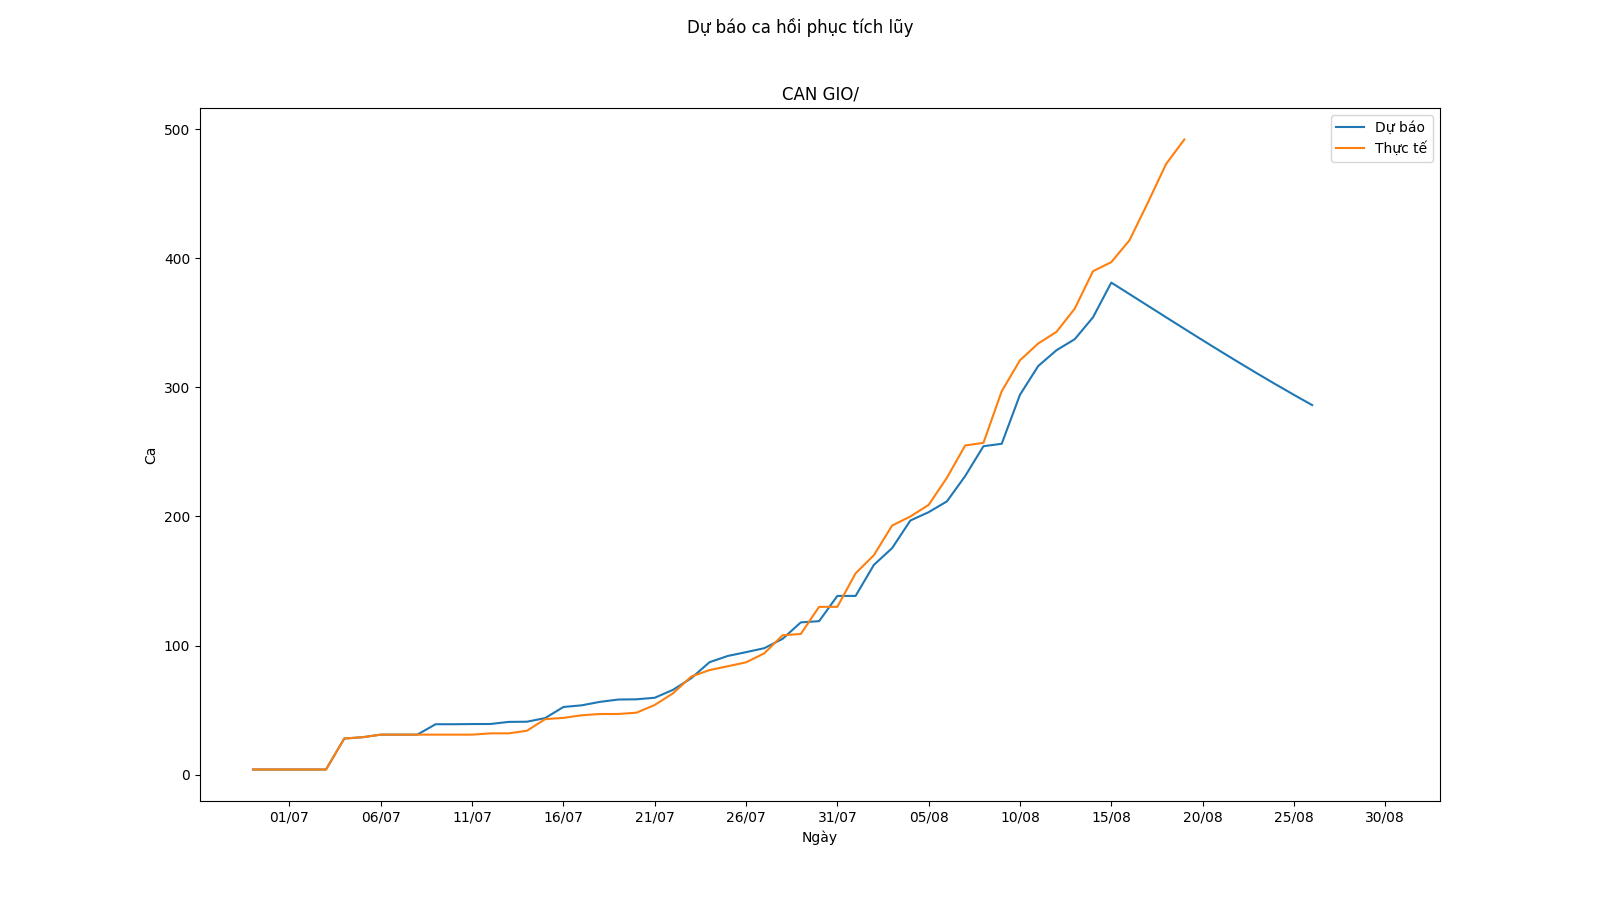 Dự báo ca hồi phục tích lũy
CAN GIO/
Dự báo
Thực tế
500
400
300
200
100
0
Ca
01/07 06/07 11/07 16/07 21/07 26/07 31/07 05/08 10/08 15/08 20/08 25/08 30/08
Ngày